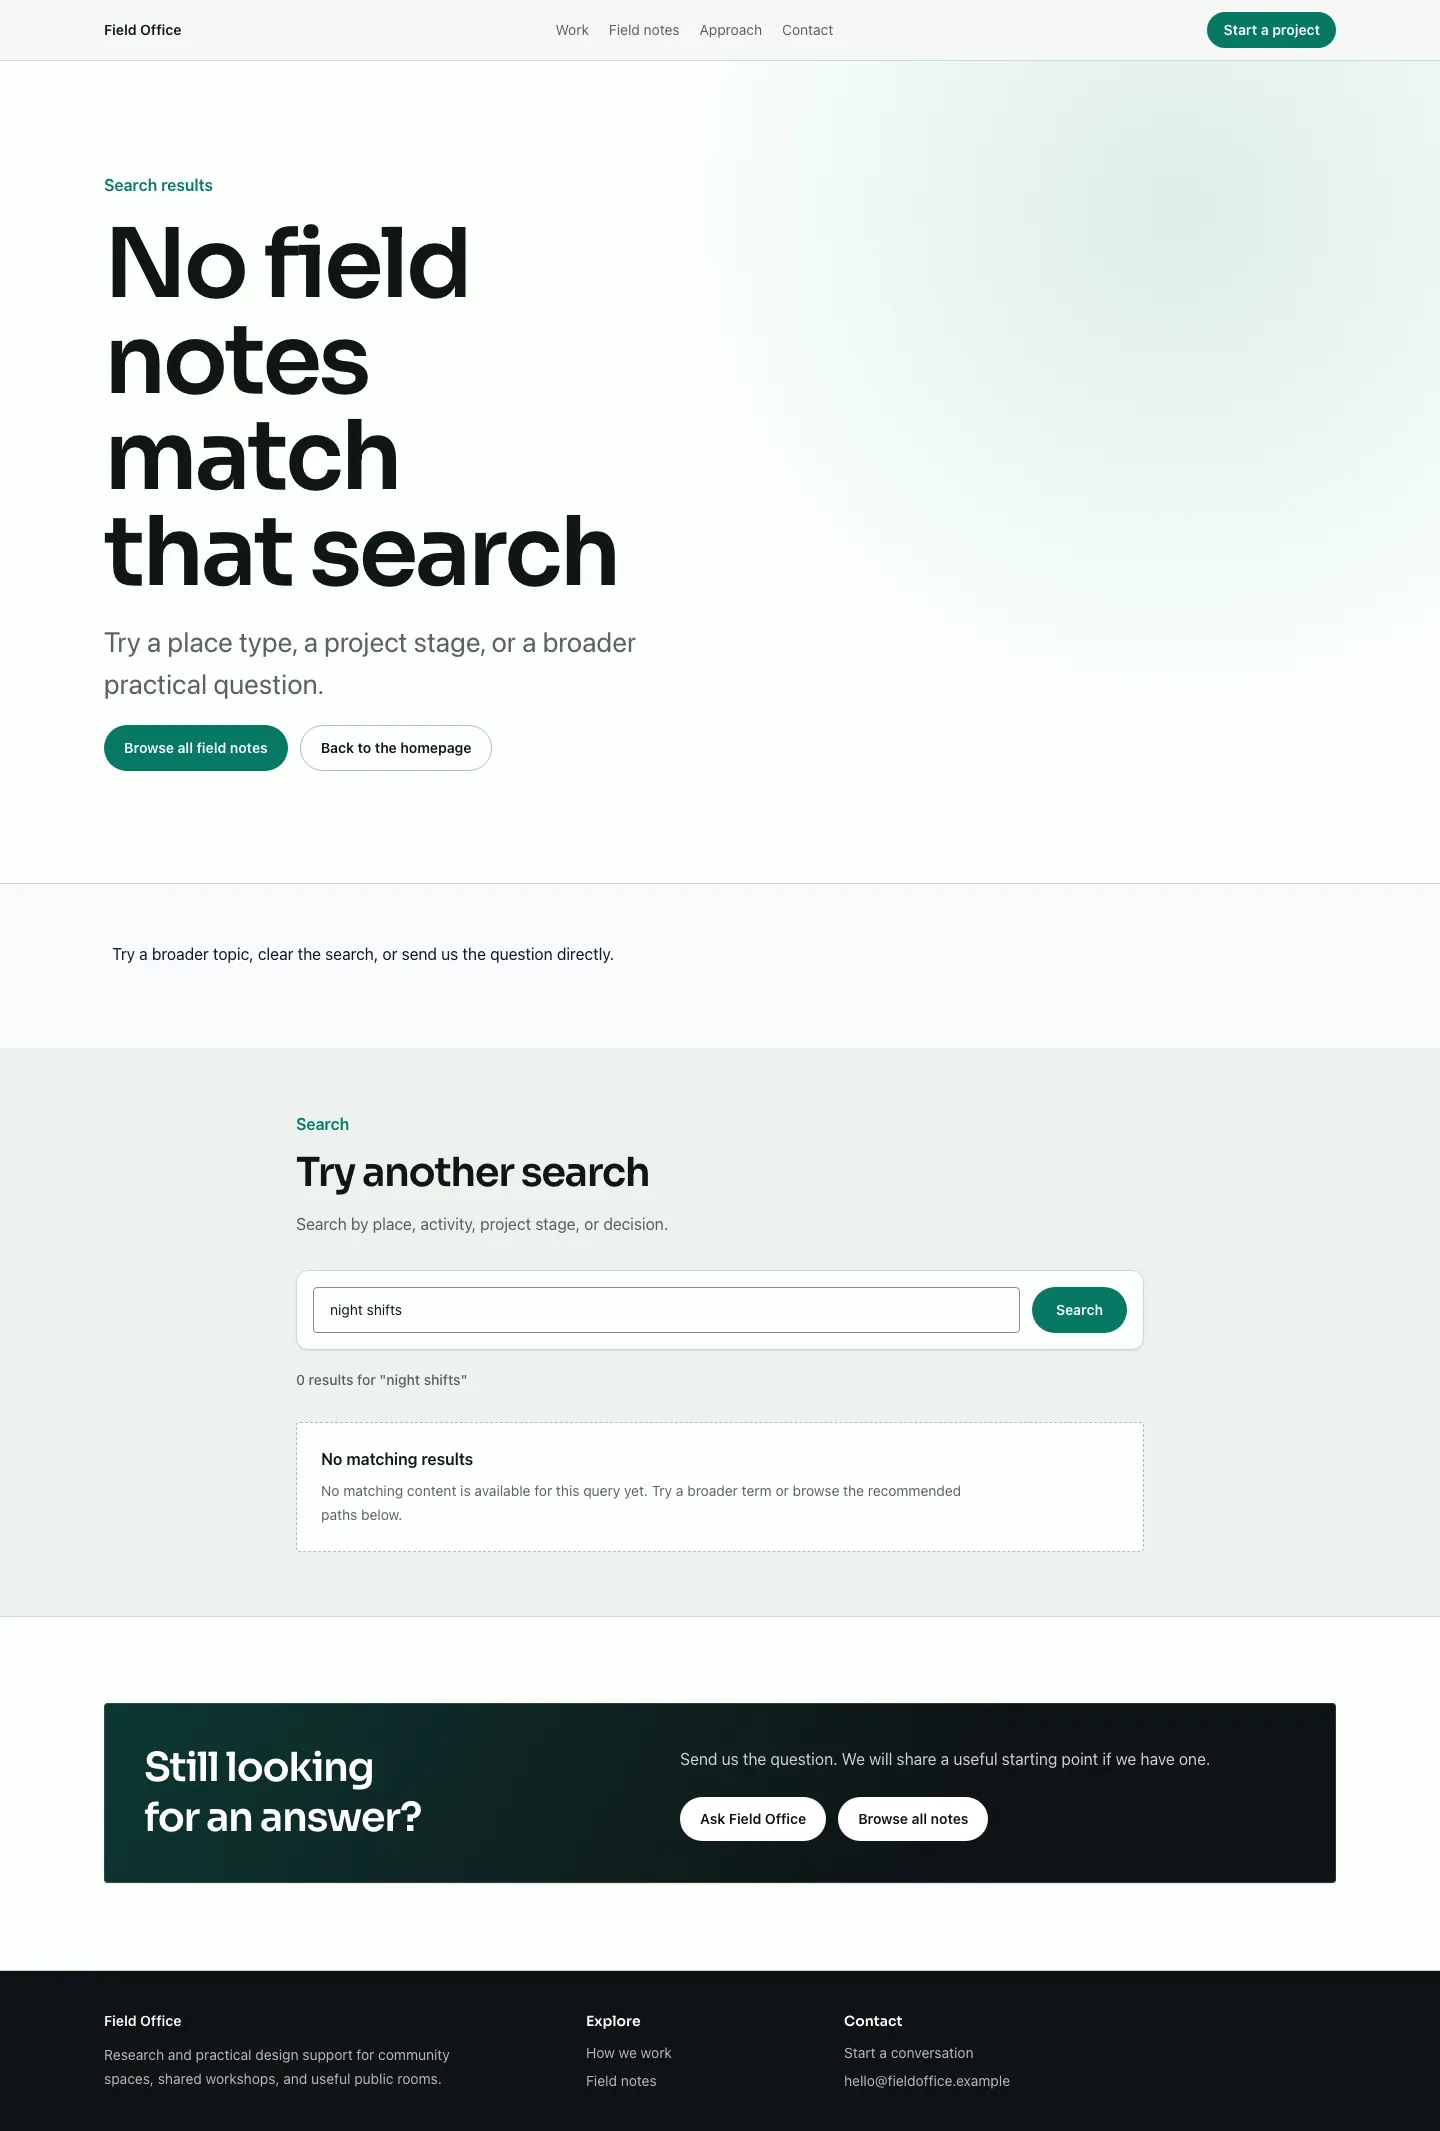 Field Office
Work
Field notes
Approach
Contact
Start a project
Search results
No field
notes
match
that search
Try a place type, a project stage, or a broader
practical question.
Browse all field notes
Back to the homepage
Try a broader topic, clear the search, or send us the question directly.
Search
Try another search
Search by place, activity, project stage, or decision.
night shifts
Search
0 results for "night shifts"
No matching results
No matching content is available for this query yet. Try a broader term or browse the recommended
paths below.
Still looking
for an answer?
Send us the question. We will share a useful starting point if we have one.
Ask Field Office
Browse all notes
Field Office
Research and practical design support for community
spaces, shared workshops, and useful public rooms.
Explore
How we work
Field notes
Contact
Start a conversation
hello@fieldoffice.example